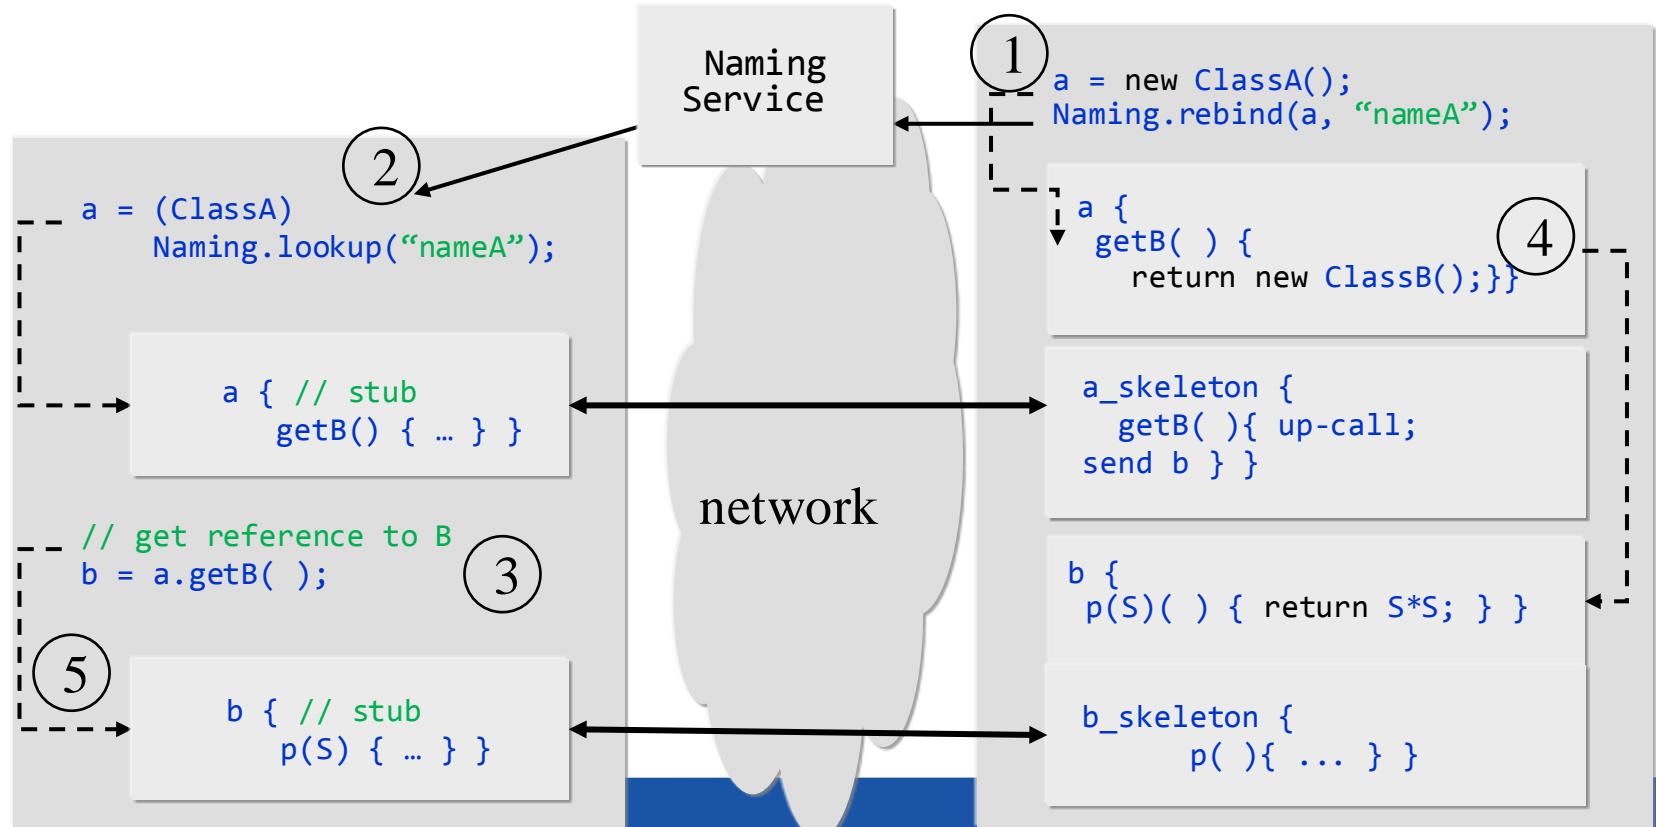 Naming
Service
1
a = new ClassA();
Naming.rebind(a, “nameA”);
2
a = (ClassA)
Naming.lookup(“nameA”);
a {
getB( ) {
return new ClassB();}}
4
a { // stub
getB() { … } }
a_skeleton {
getB( ){ up-call;
send b } }
network
// get reference to B
b = a.getB( );
3
b {
p(S)( ) { return S*S; } }
5
b { // stub
p(S) { … } }
b_skeleton {
p( ){ ... } }